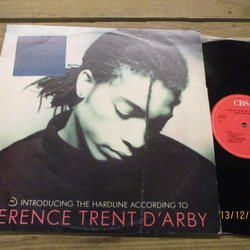 INTRODUCING THE HARDLINE ACCORDING TO
ERENCE TRENT D'ARBY
CBS
13/12/